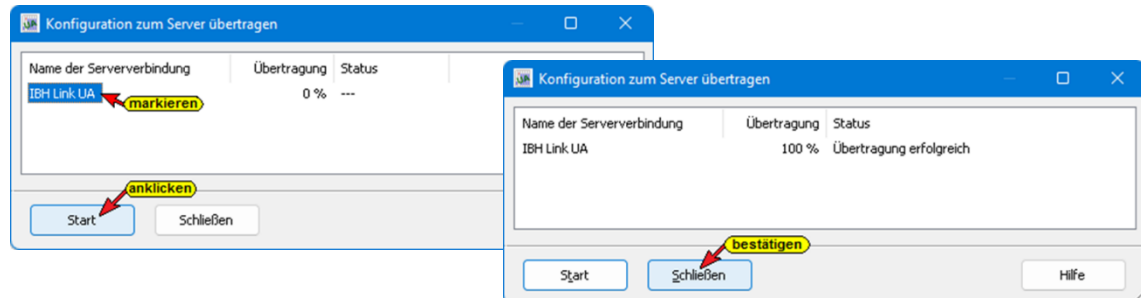 Konfiguration zum Server übertragen
Name der Serververbindung Übertragung Status
IBH Link UA 0 % ---
markieren
anklicken
Start Schließen
Konfiguration zum Server übertragen
Name der Serververbindung Übertragung Status
IBH Link UA 100 % Übertragung erfolgreich
bestätigen
Start Schließen Hilfe